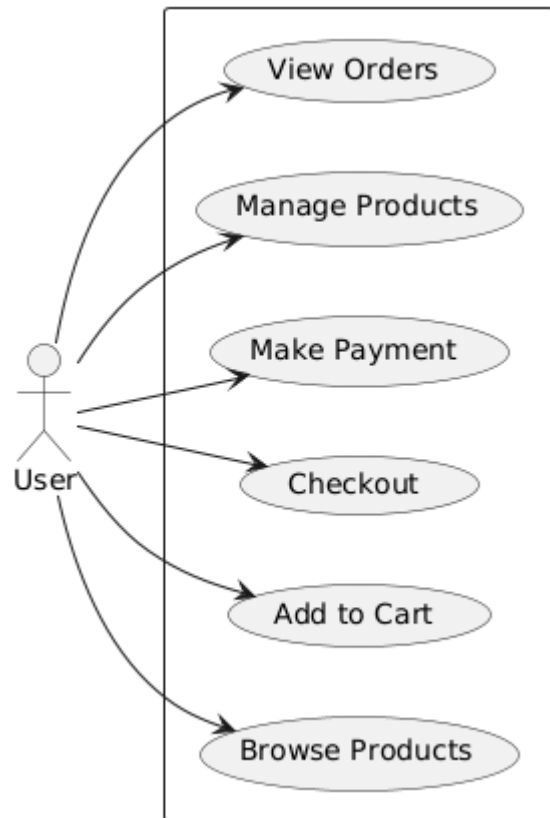 View Orders
Manage Products
Make Payment
User
Checkout
Add to Cart
Browse Products